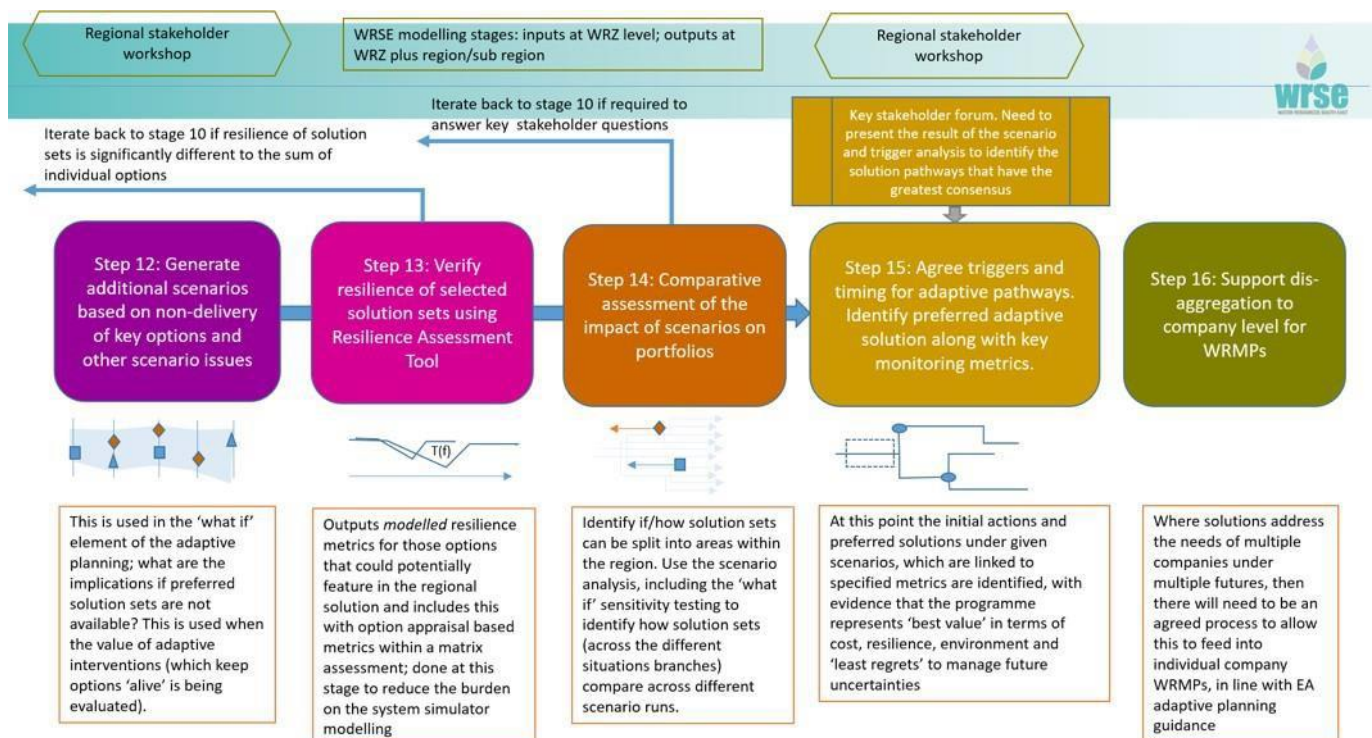 Regional stakeholder
workshop
WRSE modelling stages: inputs at WRZ level; outputs at
WRZ plus region/sub region
Regional stakeholder
workshop
wrse
WATER RESOURCES SOUTH EAST
Iterate back to stage 10 if resilience of solution
sets is significantly different to the sum of
individual options
Iterate back to stage 10 if required to
answer key stakeholder questions
Key stakeholder forum. Need to
present the result of the scenario
and trigger analysis to identify the
solution pathways that have the
greatest consensus
Step 12: Generate
additional scenarios
based on non-delivery
of key options and
other scenario issues
Step 13: Verify
resilience of selected
solution sets using
Resilience Assessment
Tool
Step 14: Comparative
assessment of the
impact of scenarios on
portfolios
Step 15: Agree triggers and
timing for adaptive pathways.
Identify preferred adaptive
solution along with key
monitoring metrics.
Step 16: Support dis-
aggregation to
company level for
WRMPs
T(f)
This is used in the ‘what if’
element of the adaptive
planning; what are the
implications if preferred
solution sets are not
available? This is used when
the value of adaptive
interventions (which keep
options ‘alive’ is being
evaluated).
Outputs modelled resilience
metrics for those options
that could potentially
feature in the regional
solution and includes this
with option appraisal based
metrics within a matrix
assessment; done at this
stage to reduce the burden
on the system simulator
modelling
Identify if/how solution sets
can be split into areas within
the region. Use the scenario
analysis, including the ‘what
if’ sensitivity testing to
identify how solution sets
(across the different
situations branches)
compare across different
scenario runs.
At this point the initial actions and
preferred solutions under given
scenarios, which are linked to
specified metrics are identified, with
evidence that the programme
represents ‘best value’ in terms of
cost, resilience, environment and
‘least regrets’ to manage future
uncertainties
Where solutions address
the needs of multiple
companies under
multiple futures, then
there will need to be an
agreed process to allow
this to feed into
individual company
WRMPs, in line with EA
adaptive planning
guidance